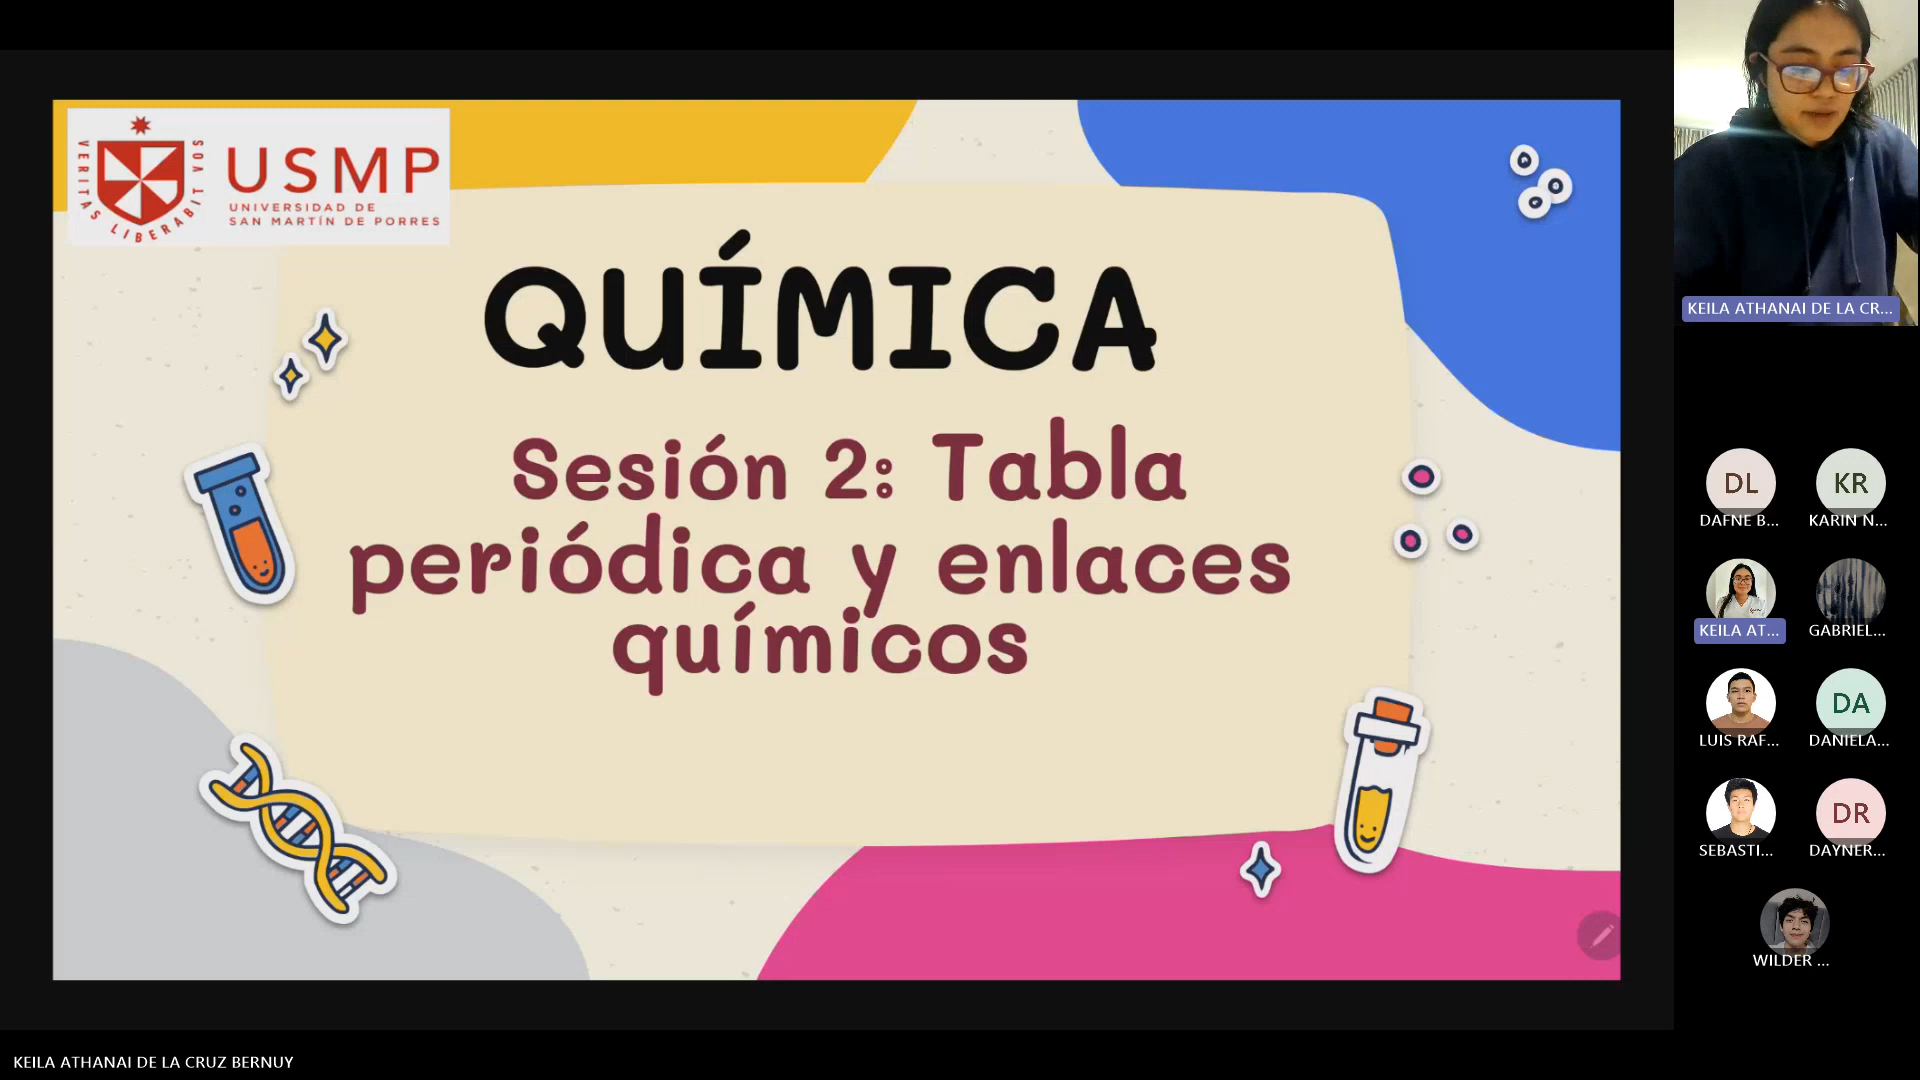 VERITAS LIBERABIT VOS
USMP
UNIVERSIDAD DE
SAN MARTÍN DE PORRES
QUÍMICA
Sesión 2: Tabla
periódica y enlaces
químicos
KEILA ATHANAI DE LA CR...
DL
DAFNE B...
KR
KARIN N...
KEILA AT...
GABRIEL...
LUIS RAF...
DA
DANIELA...
SEBASTI...
DR
DAYNER...
WILDER ...
KEILA ATHANAI DE LA CRUZ BERNUY